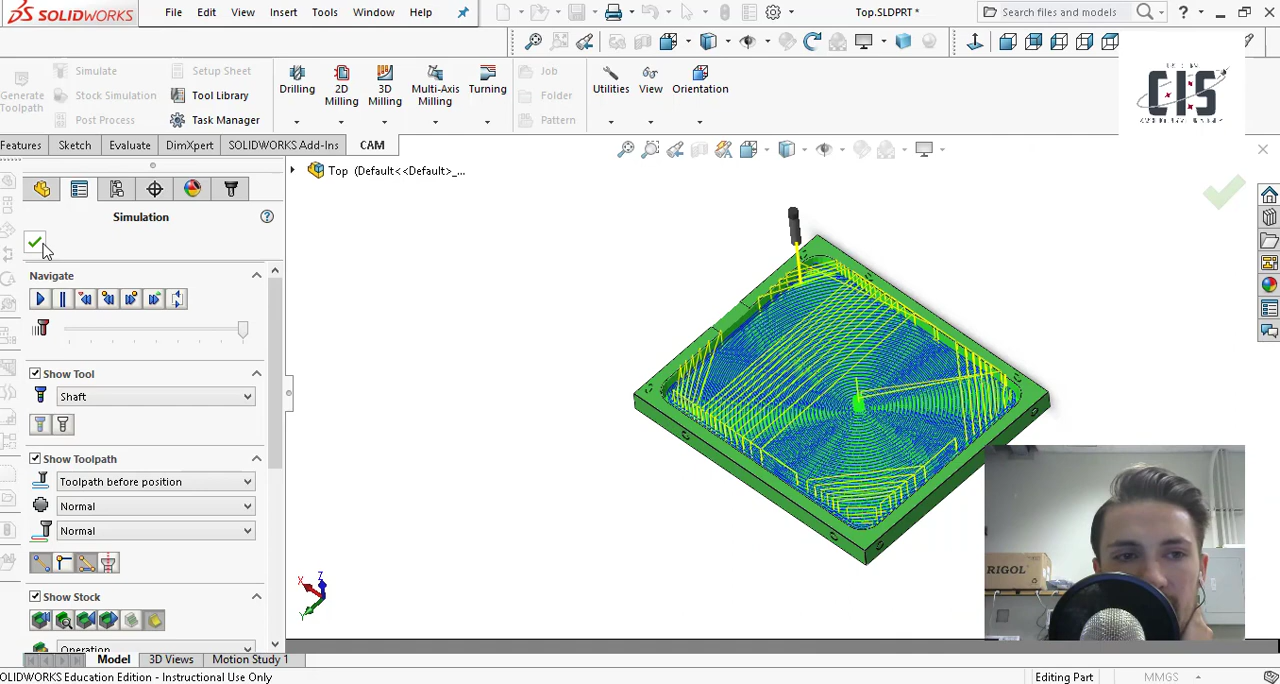 SOLIDWORKS File Edit View Insert Tools Window Help Top.SLDPRT * Search files and models ?
Generate Toolpath
Simulate
Stock Simulation
Post Process
Setup Sheet
Tool Library
Task Manager
Drilling
2D Milling
3D Milling
Multi-Axis Milling
Turning
Job
Folder
Pattern
Utilities
View
Orientation
CIS
Features Sketch Evaluate DimXpert SOLIDWORKS Add-Ins CAM
Top (Default<<Default>_...
Simulation
Navigate
Show Tool
Shaft
Show Toolpath
Toolpath before position
Normal
Normal
Show Stock
Operation
X Z Y
RIGOL
Model 3D Views Motion Study 1
SOLIDWORKS Education Edition - Instructional Use Only Editing Part MMGS